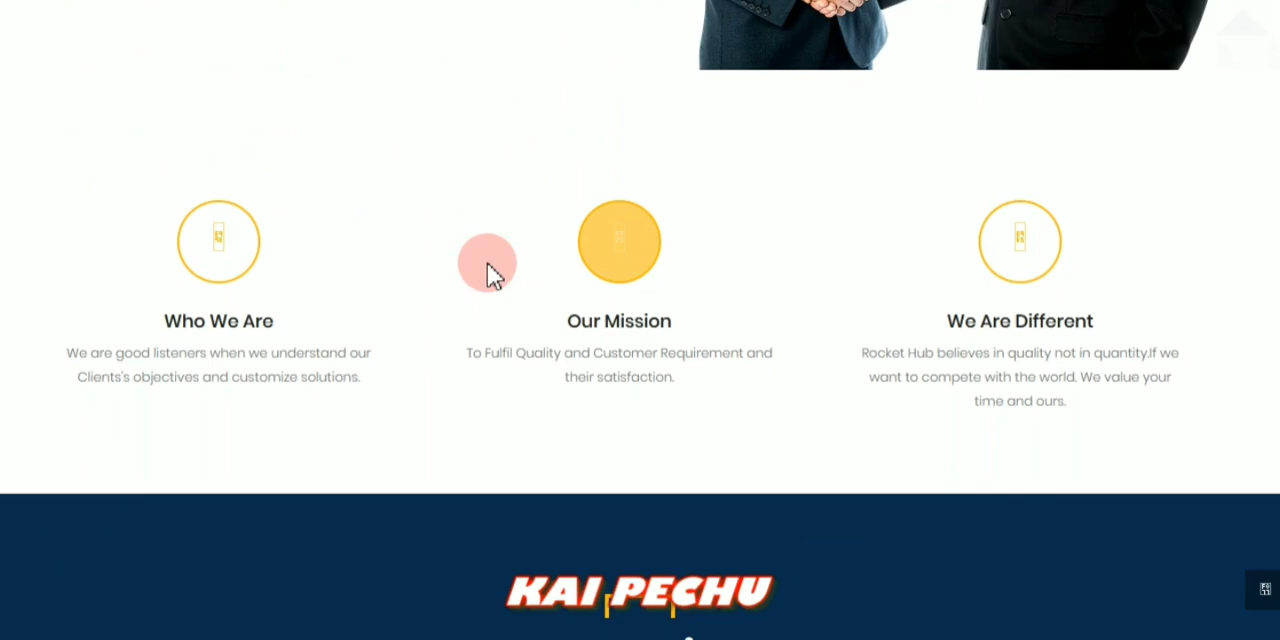 Who We Are
We are good listeners when we understand our
Clients's objectives and customize solutions.
Our Mission
To Fulfil Quality and Customer Requirement and
their satisfaction.
We Are Different
Rocket Hub believes in quality not in quantity.If we
want to compete with the world. We value your
time and ours.
KAI PECHU